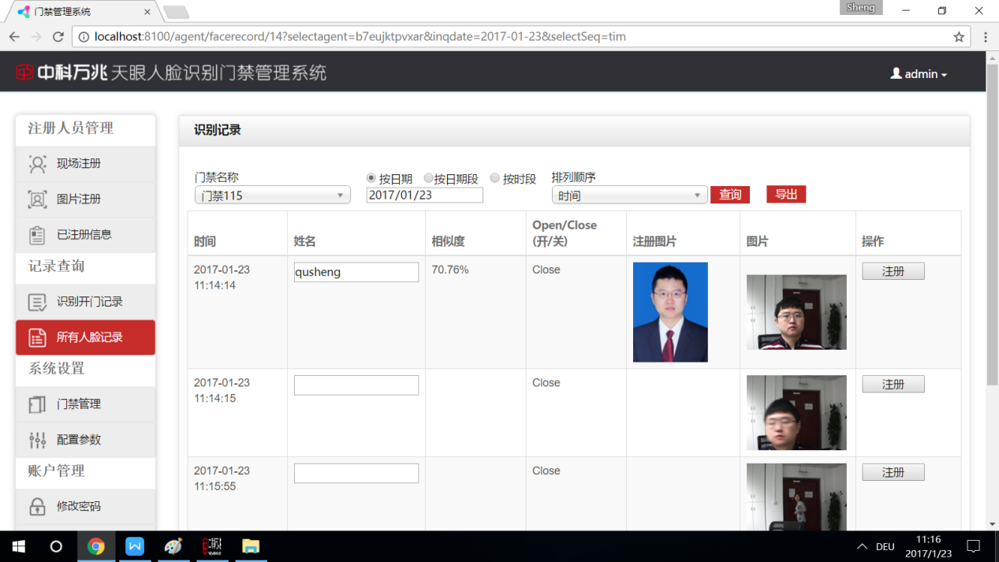 门禁管理系统
Sheng
localhost:8100/agent/facerecord/14?selectagent=b7eujktpvxar&inqdate=2017-01-23&selectSeq=tim
中科万兆 天眼人脸识别门禁管理系统
admin
注册人员管理
现场注册
图片注册
已注册信息
记录查询
识别开门记录
所有人脸记录
系统设置
门禁管理
配置参数
账户管理
修改密码
识别记录
门禁名称
按日期 按日期段 按时段
排列顺序
门禁115
2017/01/23
时间
查询
导出
时间
姓名
相似度
Open/Close
(开/关)
注册图片
图片
操作
2017-01-23
11:14:14
qusheng
70.76%
Close
注册
2017-01-23
11:14:15
Close
注册
2017-01-23
11:15:55
Close
注册
DEU
11:16
2017/1/23